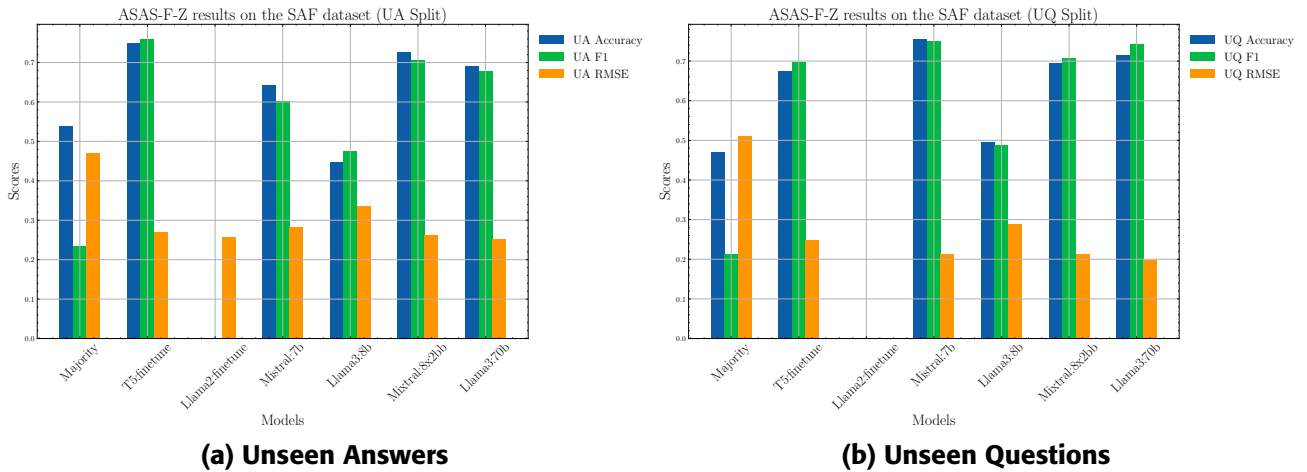 ASAS-F-Z results on the SAF dataset (UA Split)
UA Accuracy
UA F1
UA RMSE
0.7
0.6
0.5
0.4
0.3
0.2
0.1
0.0
Scores
Majority
T5:finetune
Llama2:finetune
Mistral:7b
Llama3:8b
Mixtral:8x2bb
Llama3:70b
Models
(a) Unseen Answers
ASAS-F-Z results on the SAF dataset (UQ Split)
UQ Accuracy
UQ F1
UQ RMSE
0.7
0.6
0.5
0.4
0.3
0.2
0.1
0.0
Scores
Majority
T5:finetune
Llama2:finetune
Mistral:7b
Llama3:8b
Mixtral:8x2bb
Llama3:70b
Models
(b) Unseen Questions